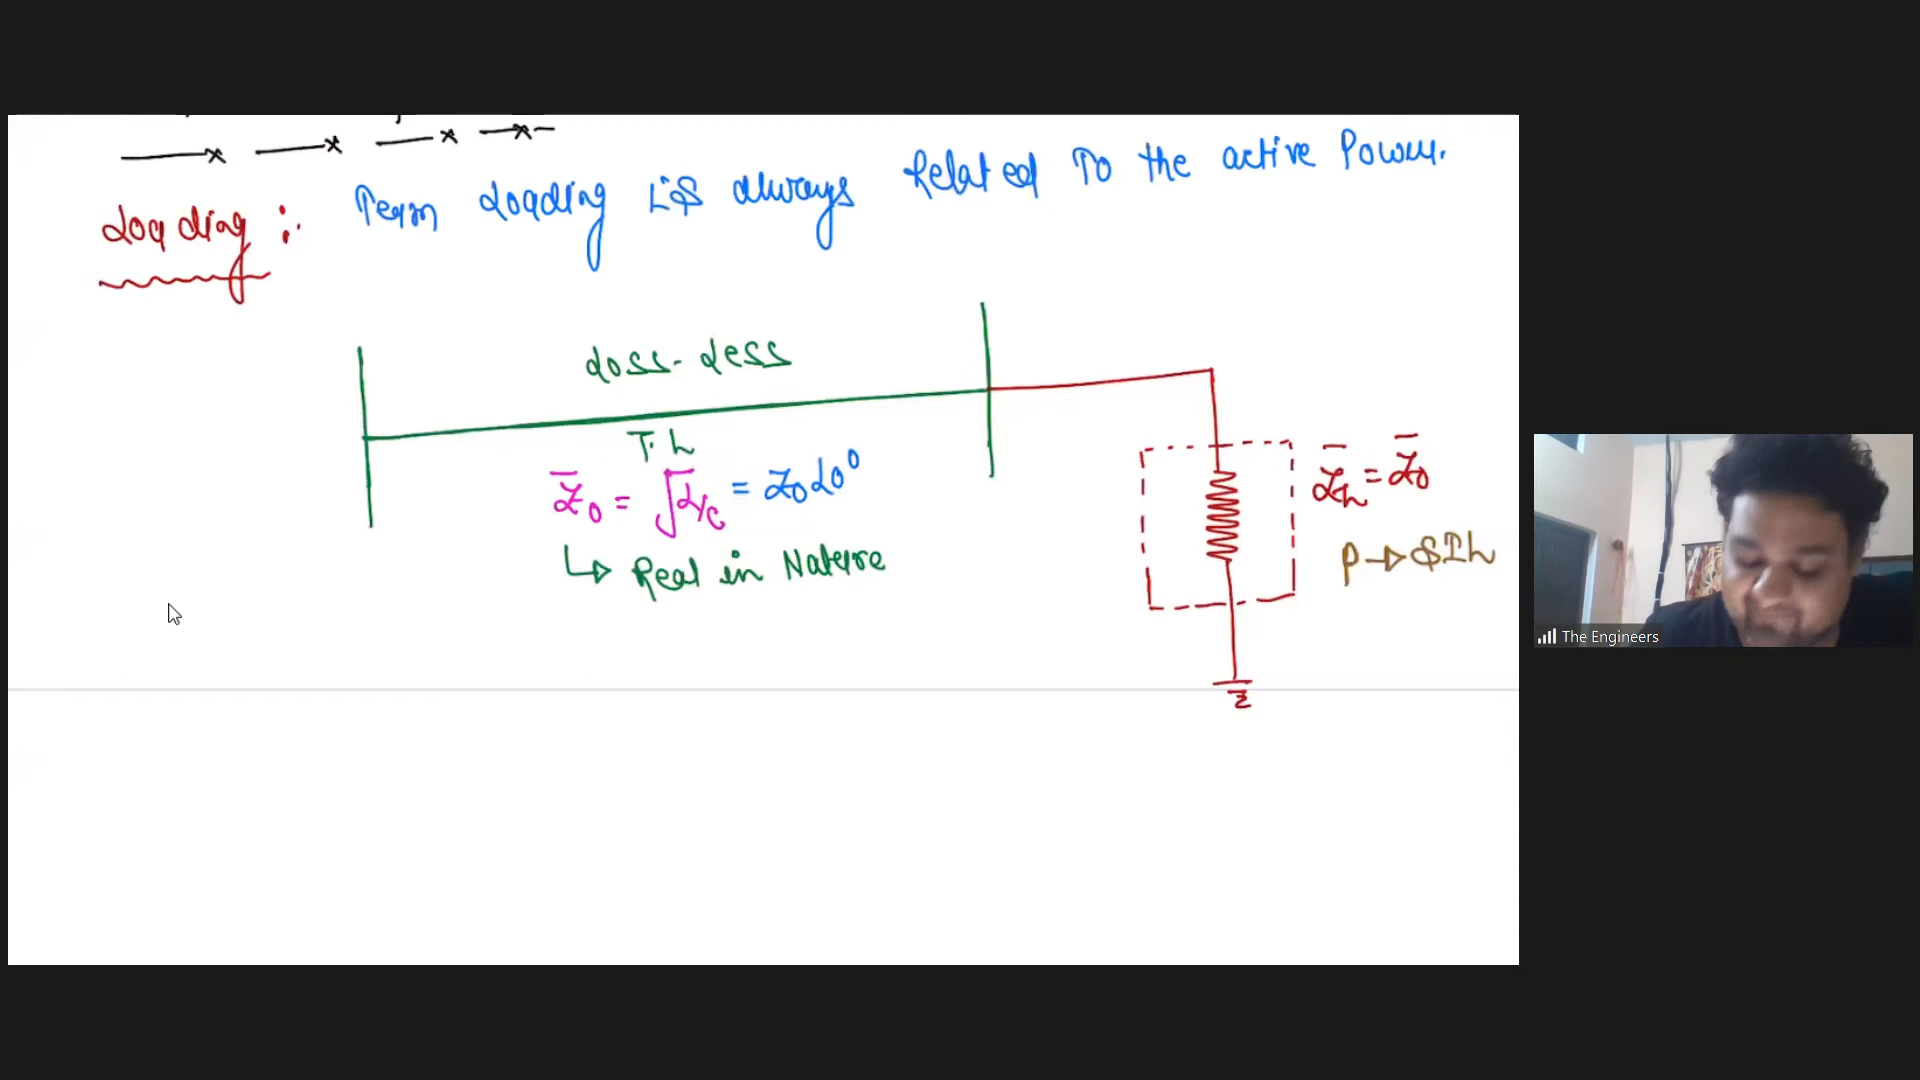 Loading :- Term Loading is always Related To the active Power.
Loss-Less
T.L
Z̅₀ = √L/C = Z₀∠0°
↳ Real in Nature
Z̅L = Z̅₀
P → SIL
The Engineers